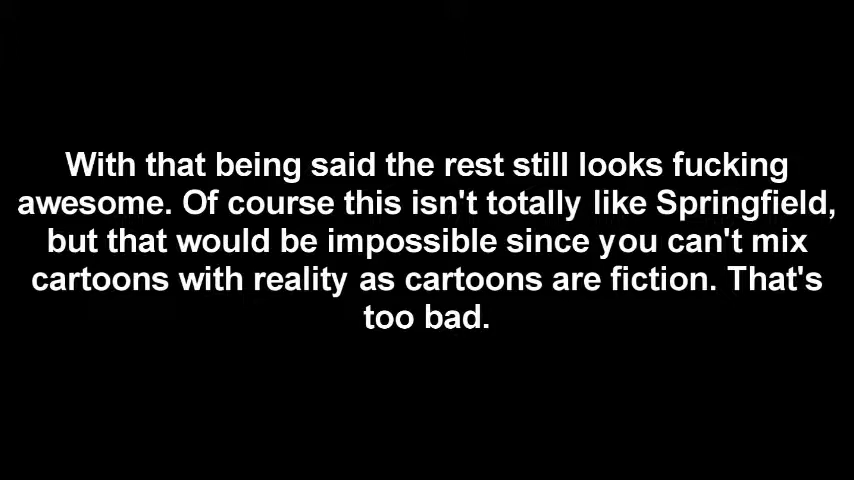 With that being said the rest still looks fucking
awesome. Of course this isn't totally like Springfield,
but that would be impossible since you can't mix
cartoons with reality as cartoons are fiction. That's
too bad.